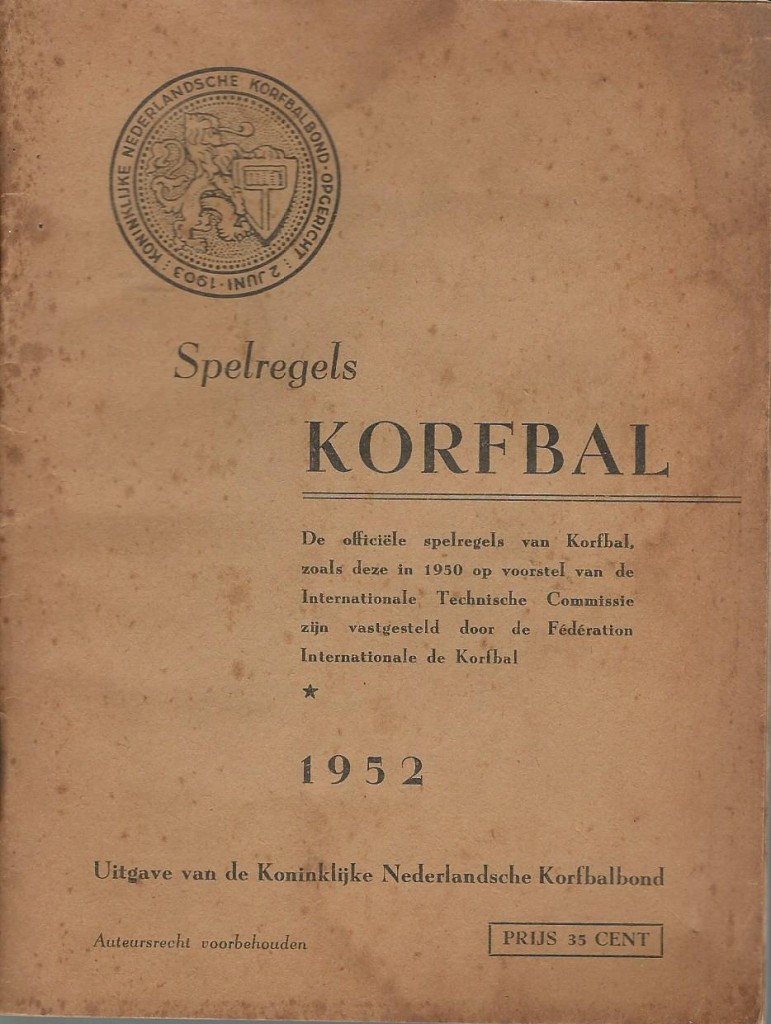 KONINKLIJKE NEDERLANDSCHE KORFBALBOND · OPGERICHT : 2 JUNI · 1903 :
Spelregels
KORFBAL
De officiële spelregels van Korfbal,
zoals deze in 1950 op voorstel van de
Internationale Technische Commissie
zijn vastgesteld door de Fédération
Internationale de Korfbal
★
1952
Uitgave van de Koninklijke Nederlandsche Korfbalbond
Auteursrecht voorbehouden
PRIJS 35 CENT